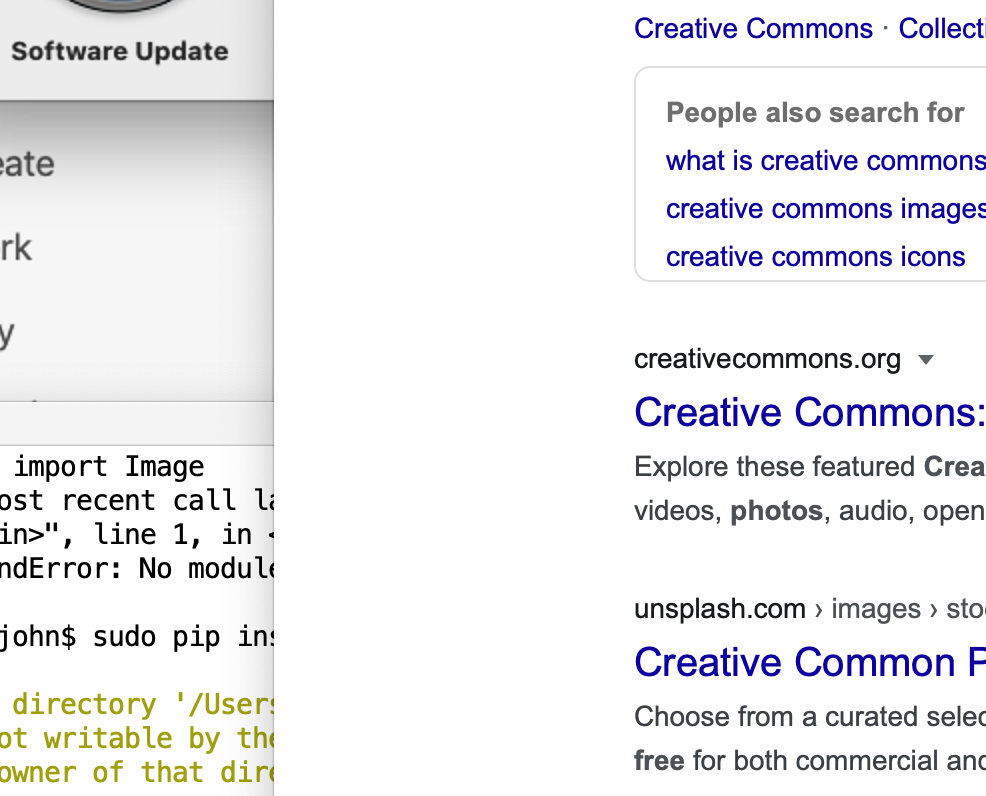 Software Update
eate
rk
y
import Image
ost recent call la
in>", line 1, in <
ndError: No module
john$ sudo pip ins
directory '/Users
ot writable by the
owner of that dire
Creative Commons · Collecti
People also search for
what is creative commons
creative commons images
creative commons icons
creativecommons.org
Creative Commons:
Explore these featured Crea
videos, photos, audio, open
unsplash.com › images › sto
Creative Common P
Choose from a curated selec
free for both commercial and